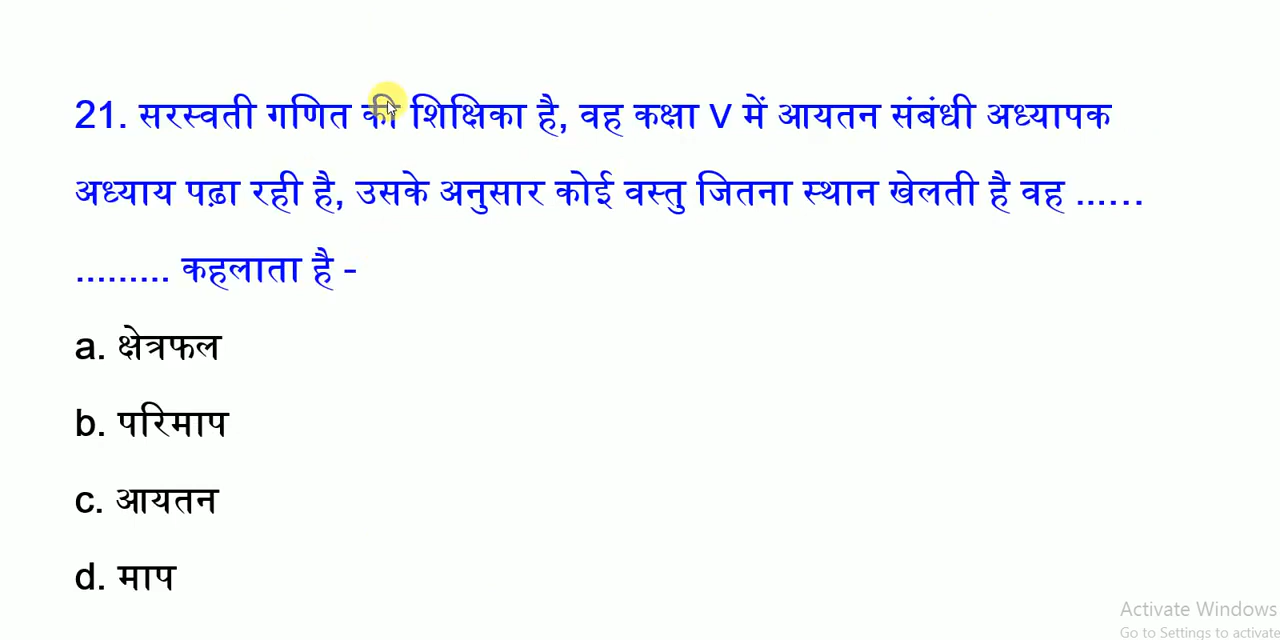 21. सरस्वती गणित की शिक्षिका है, वह कक्षा V में आयतन संबंधी अध्यापक
अध्याय पढ़ा रही है, उसके अनुसार कोई वस्तु जितना स्थान खेलती है वह ......
......... कहलाता है -
a. क्षेत्रफल
b. परिमाप
c. आयतन
d. माप
Activate Windows
Go to Settings to activate